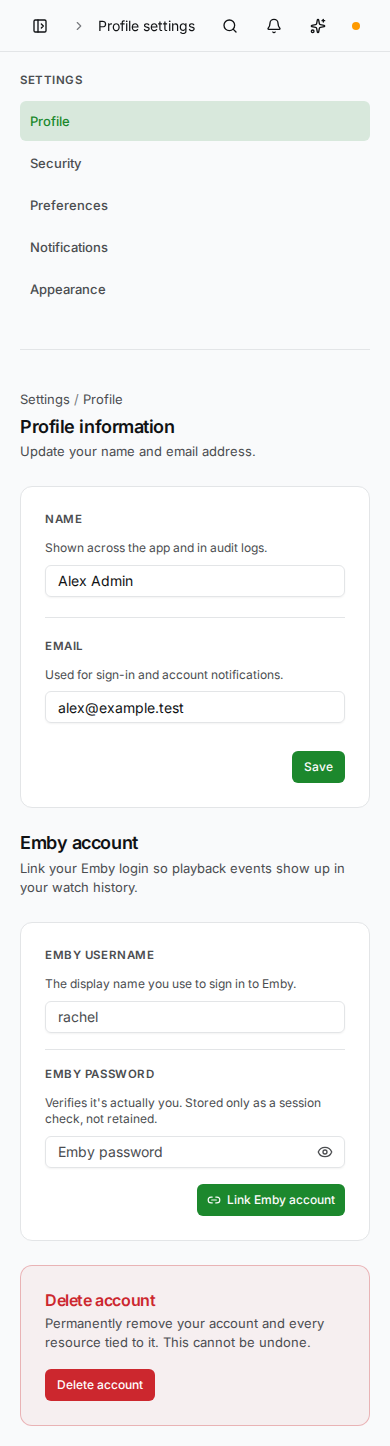 Profile settings
SETTINGS
Profile
Security
Preferences
Notifications
Appearance
Settings / Profile
Profile information
Update your name and email address.
NAME
Shown across the app and in audit logs.
Alex Admin
EMAIL
Used for sign-in and account notifications.
alex@example.test
Save
Emby account
Link your Emby login so playback events show up in
your watch history.
EMBY USERNAME
The display name you use to sign in to Emby.
rachel
EMBY PASSWORD
Verifies it's actually you. Stored only as a session
check, not retained.
Emby password
Link Emby account
Delete account
Permanently remove your account and every
resource tied to it. This cannot be undone.
Delete account